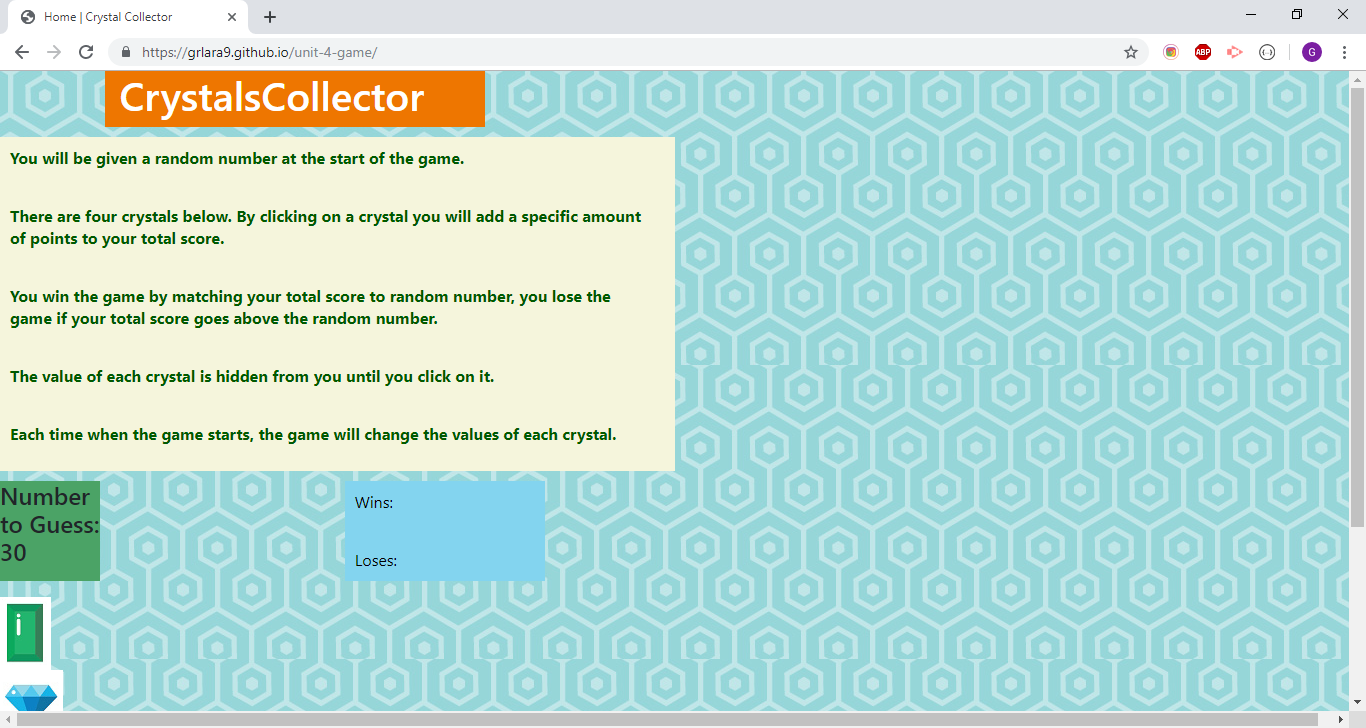 Home | Crystal Collector
https://grlara9.github.io/unit-4-game/
ABP
G
CrystalsCollector
You will be given a random number at the start of the game.
There are four crystals below. By clicking on a crystal you will add a specific amount
of points to your total score.
You win the game by matching your total score to random number, you lose the
game if your total score goes above the random number.
The value of each crystal is hidden from you until you click on it.
Each time when the game starts, the game will change the values of each crystal.
Number
to Guess:
30
Wins:
Loses: